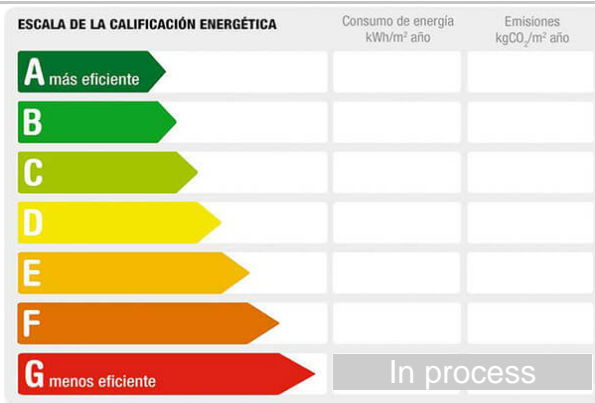 ESCALA DE LA CALIFICACIÓN ENERGÉTICA
Consumo de energía
kWh/m² año
Emisiones
kgCO₂/m² año
A más eficiente
B
C
D
E
F
G menos eficiente
In process